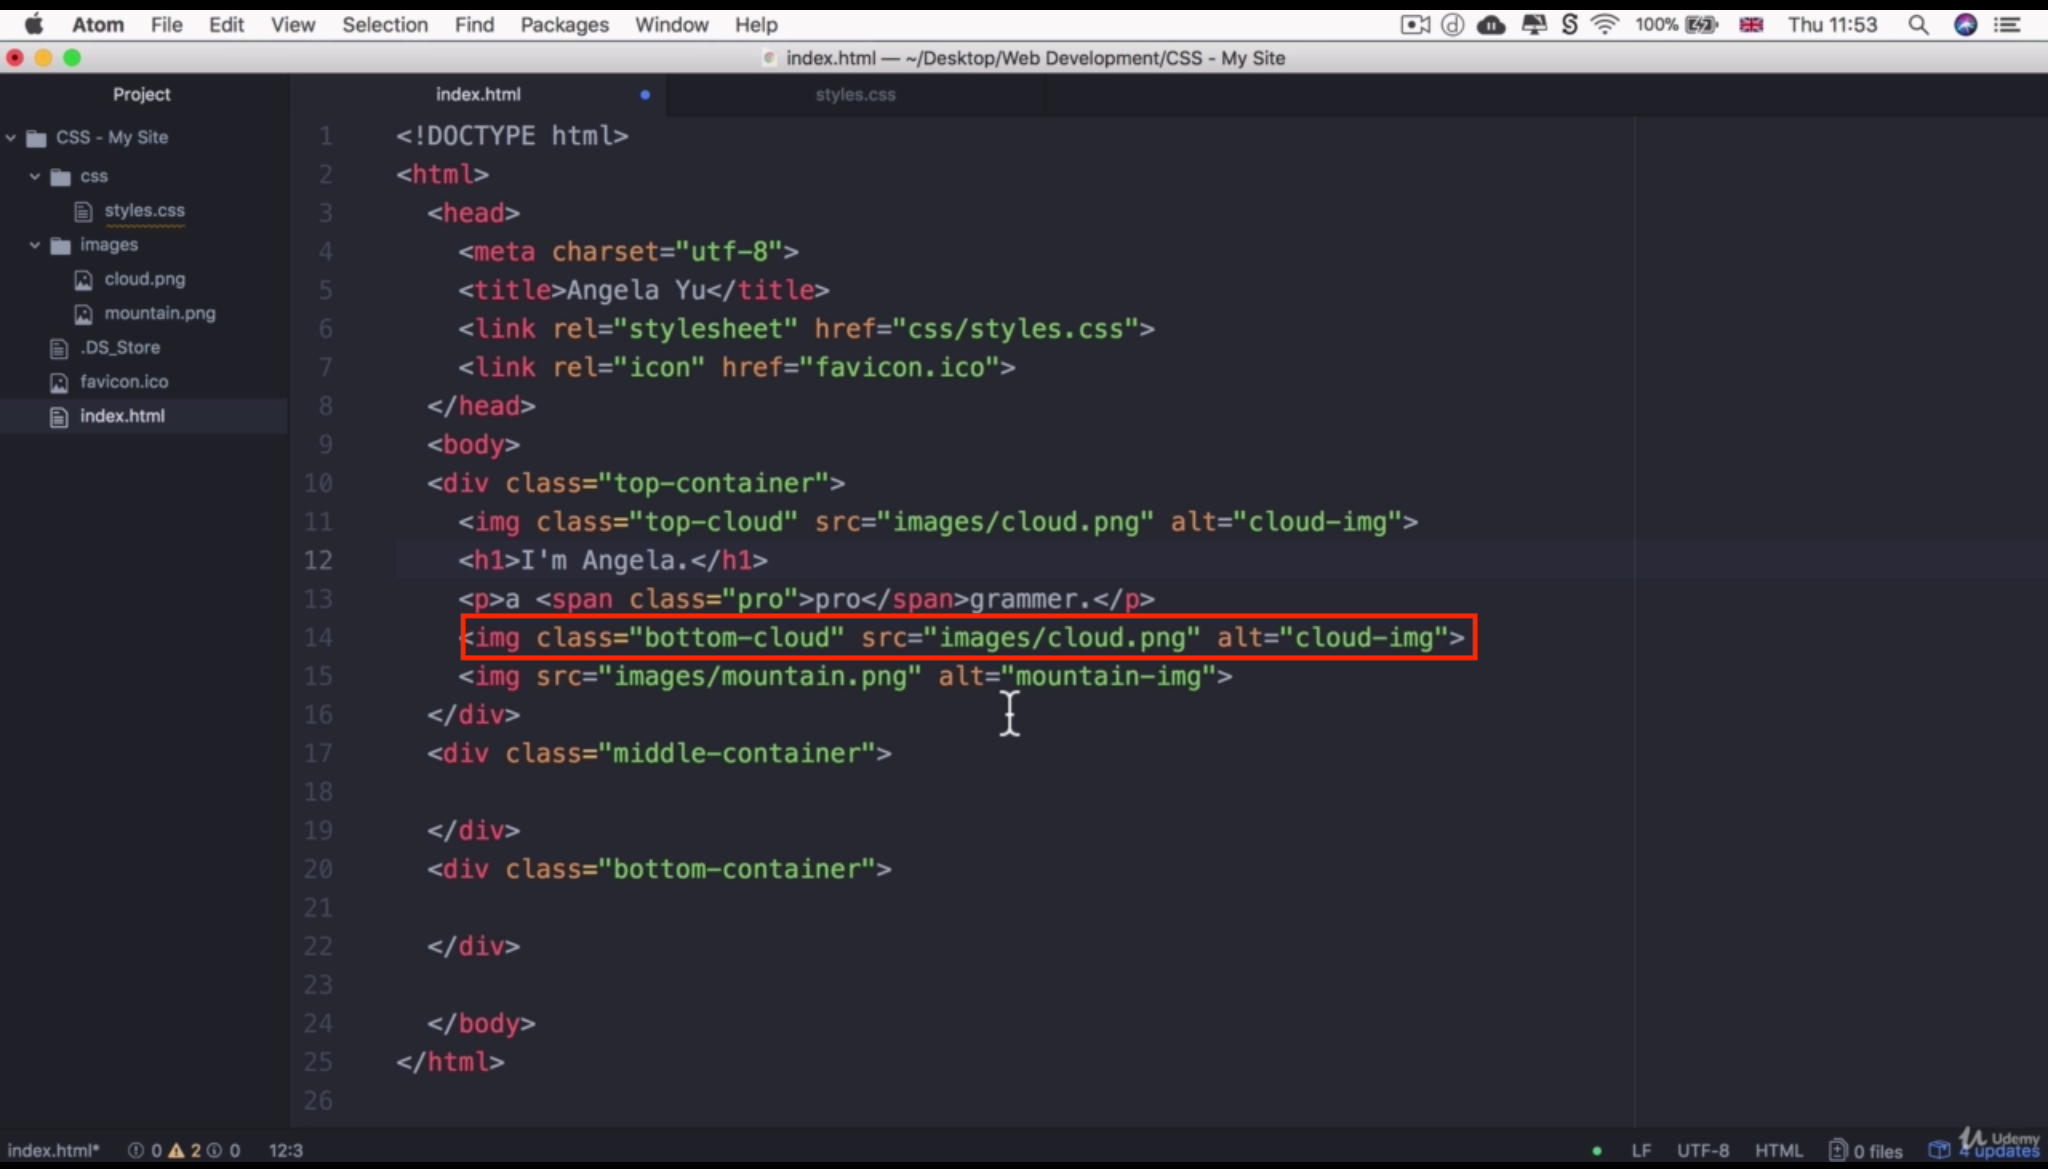 Atom File Edit View Selection Find Packages Window Help 100% Thu 11:53
index.html — ~/Desktop/Web Development/CSS - My Site
Project
CSS - My Site
css
styles.css
images
cloud.png
mountain.png
.DS_Store
favicon.ico
index.html
index.html styles.css
1 <!DOCTYPE html>
2 <html>
3 <head>
4 <meta charset="utf-8">
5 <title>Angela Yu</title>
6 <link rel="stylesheet" href="css/styles.css">
7 <link rel="icon" href="favicon.ico">
8 </head>
9 <body>
10 <div class="top-container">
11 <img class="top-cloud" src="images/cloud.png" alt="cloud-img">
12 <h1>I'm Angela.</h1>
13 <p>a <span class="pro">pro</span>grammer.</p>
14 <img class="bottom-cloud" src="images/cloud.png" alt="cloud-img">
15 <img src="images/mountain.png" alt="mountain-img">
16 </div>
17 <div class="middle-container">
18
19 </div>
20 <div class="bottom-container">
21
22 </div>
23
24 </body>
25 </html>
26
index.html* 0 2 0 12:3 LF UTF-8 HTML 0 files 4 updates
Udemy